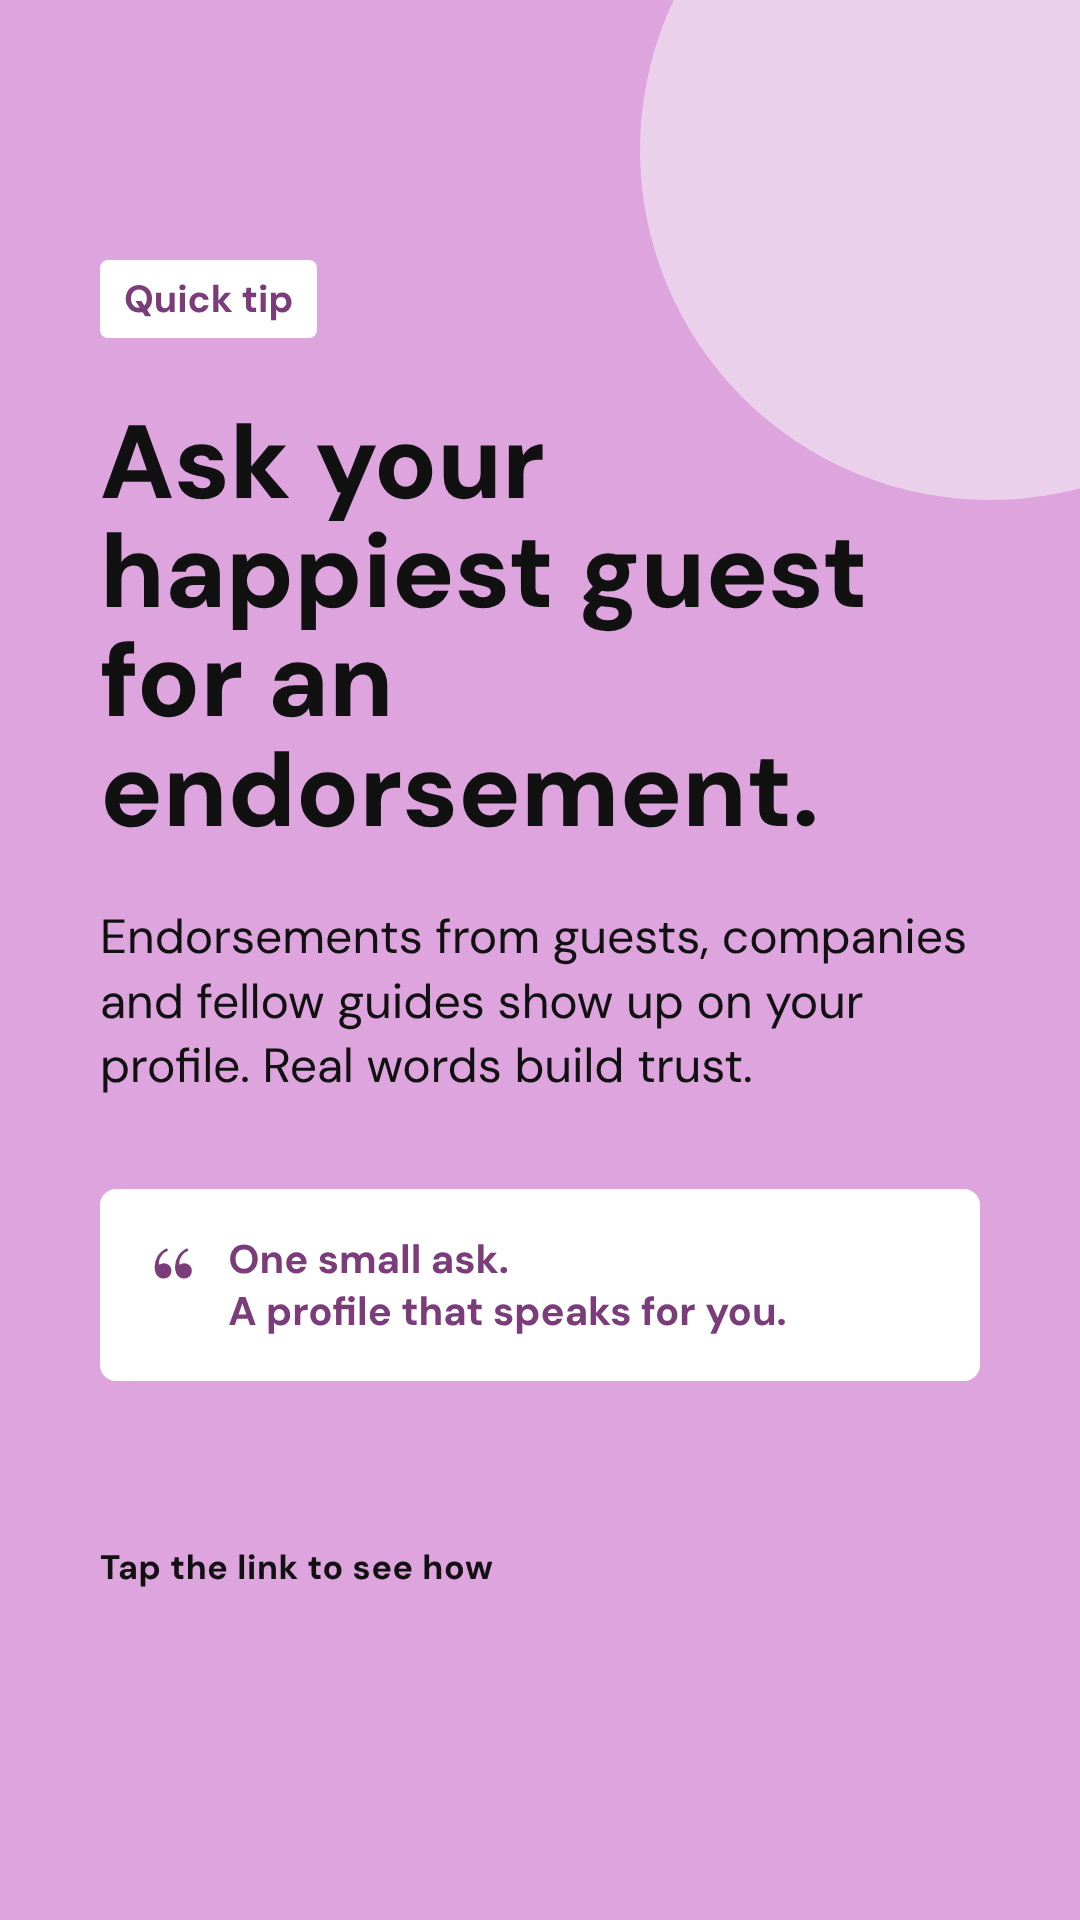 Quick tip
Ask your
happiest guest
for an
endorsement.
Endorsements from guests, companies
and fellow guides show up on your
profile. Real words build trust.
“ One small ask.
A profile that speaks for you.
Tap the link to see how